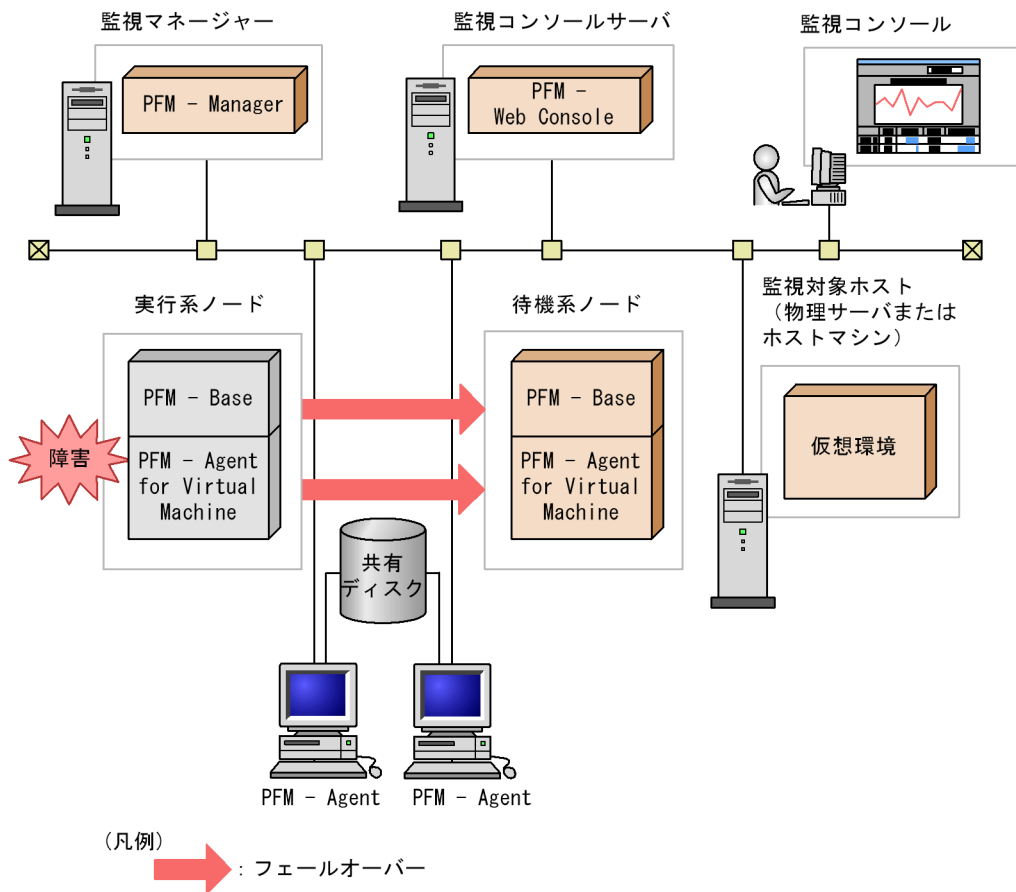 監視マネージャー
監視コンソールサーバ
監視コンソール
PFM - Manager
PFM -
Web Console
実行系ノード
待機系ノード
監視対象ホスト
（物理サーバまたは
ホストマシン）
PFM - Base
PFM - Agent
for Virtual
Machine
障害
PFM - Base
PFM - Agent
for Virtual
Machine
仮想環境
共有
ディスク
PFM - Agent
PFM - Agent
（凡例）
：フェールオーバー